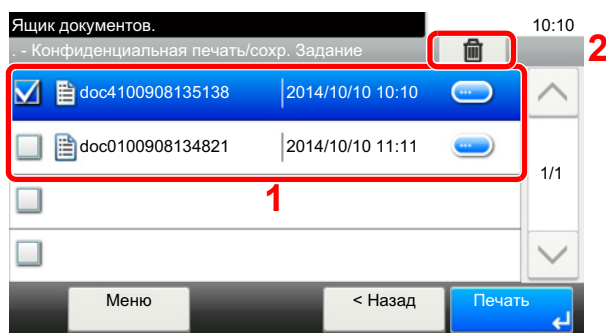 Ящик документов.
10:10
. - Конфиденциальная печать/сохр. Задание
2
doc4100908135138 2014/10/10 10:10
doc0100908134821 2014/10/10 11:11
1/1
1
Меню
< Назад
Печать